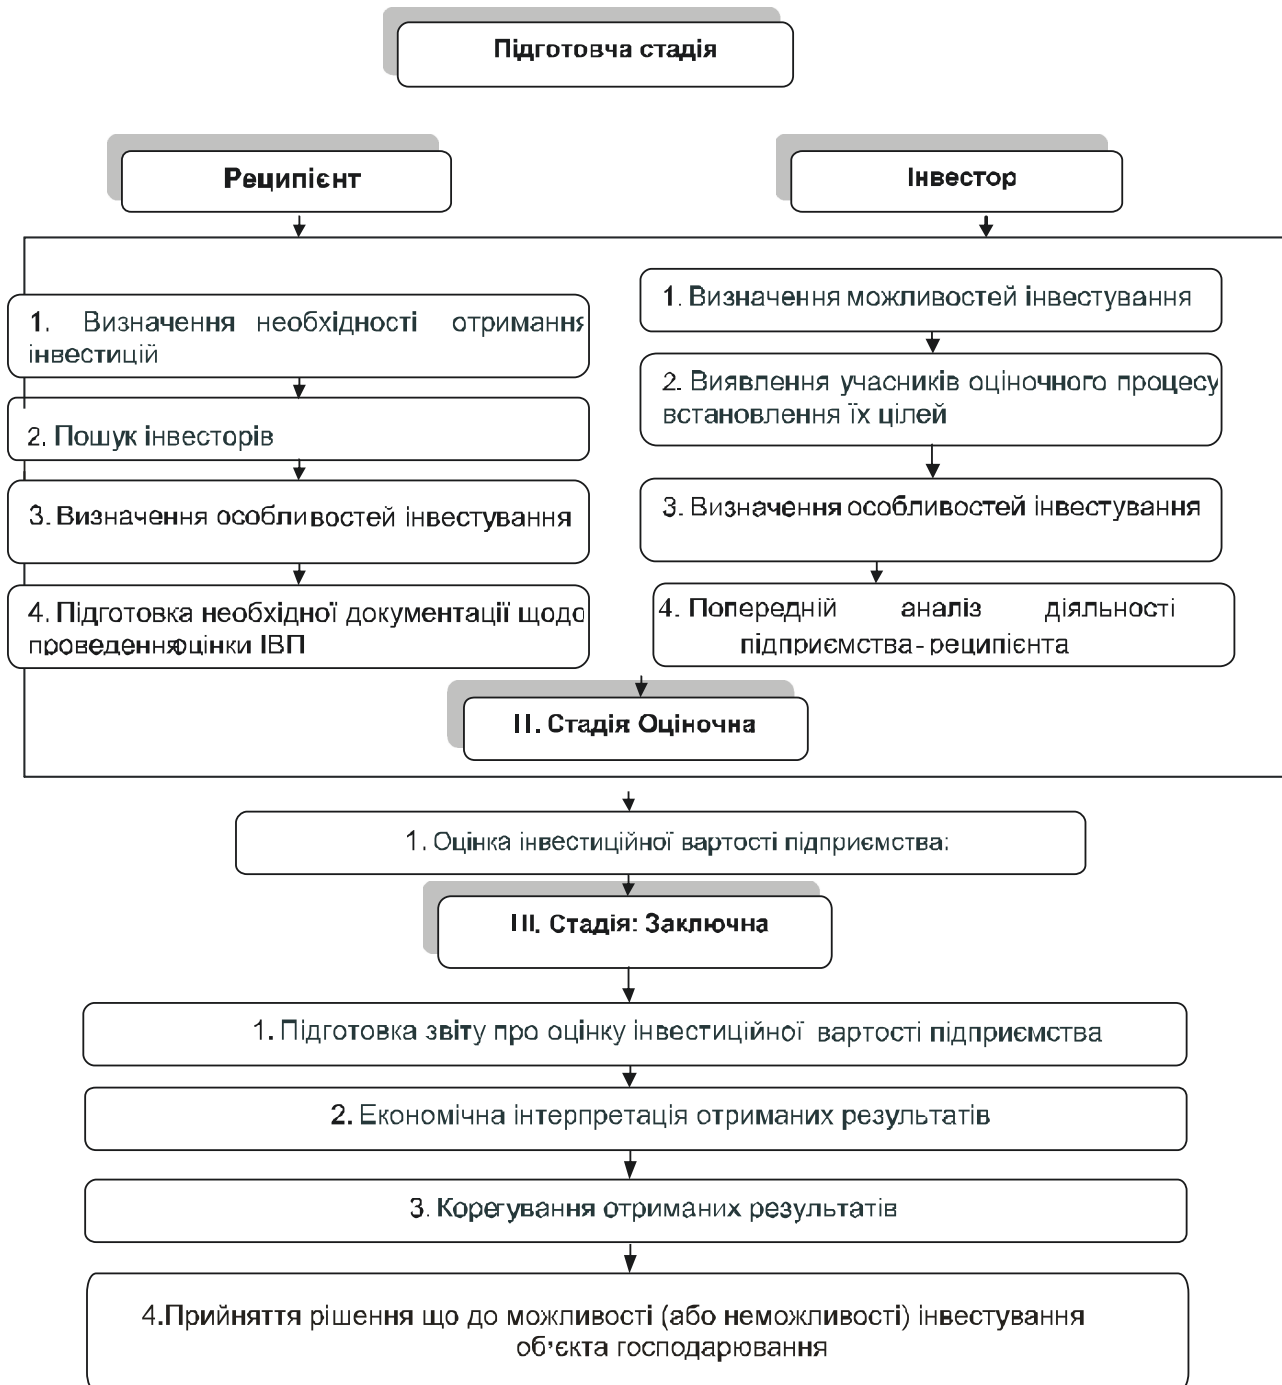 Підготовча стадія
Реципієнт
Інвестор
1. Визначення необхідності отримання
інвестицій
2. Пошук інвесторів
3. Визначення особливостей інвестування
4. Підготовка необхідної документації щодо
проведення оцінки ІВП
1. Визначення можливостей інвестування
2. Виявлення учасників оціночного процесу
встановлення їх цілей
3. Визначення особливостей інвестування
4. Попередній аналіз діяльності
підприємства-реципієнта
ІІ. Стадія Оціночна
1. Оцінка інвестиційної вартості підприємства:
ІІІ. Стадія: Заключна
1. Підготовка звіту про оцінку інвестиційної вартості підприємства
2. Економічна інтерпретація отриманих результатів
3. Корегування отриманих результатів
4.Прийняття рішення що до можливості (або неможливості) інвестування
об’єкта господарювання